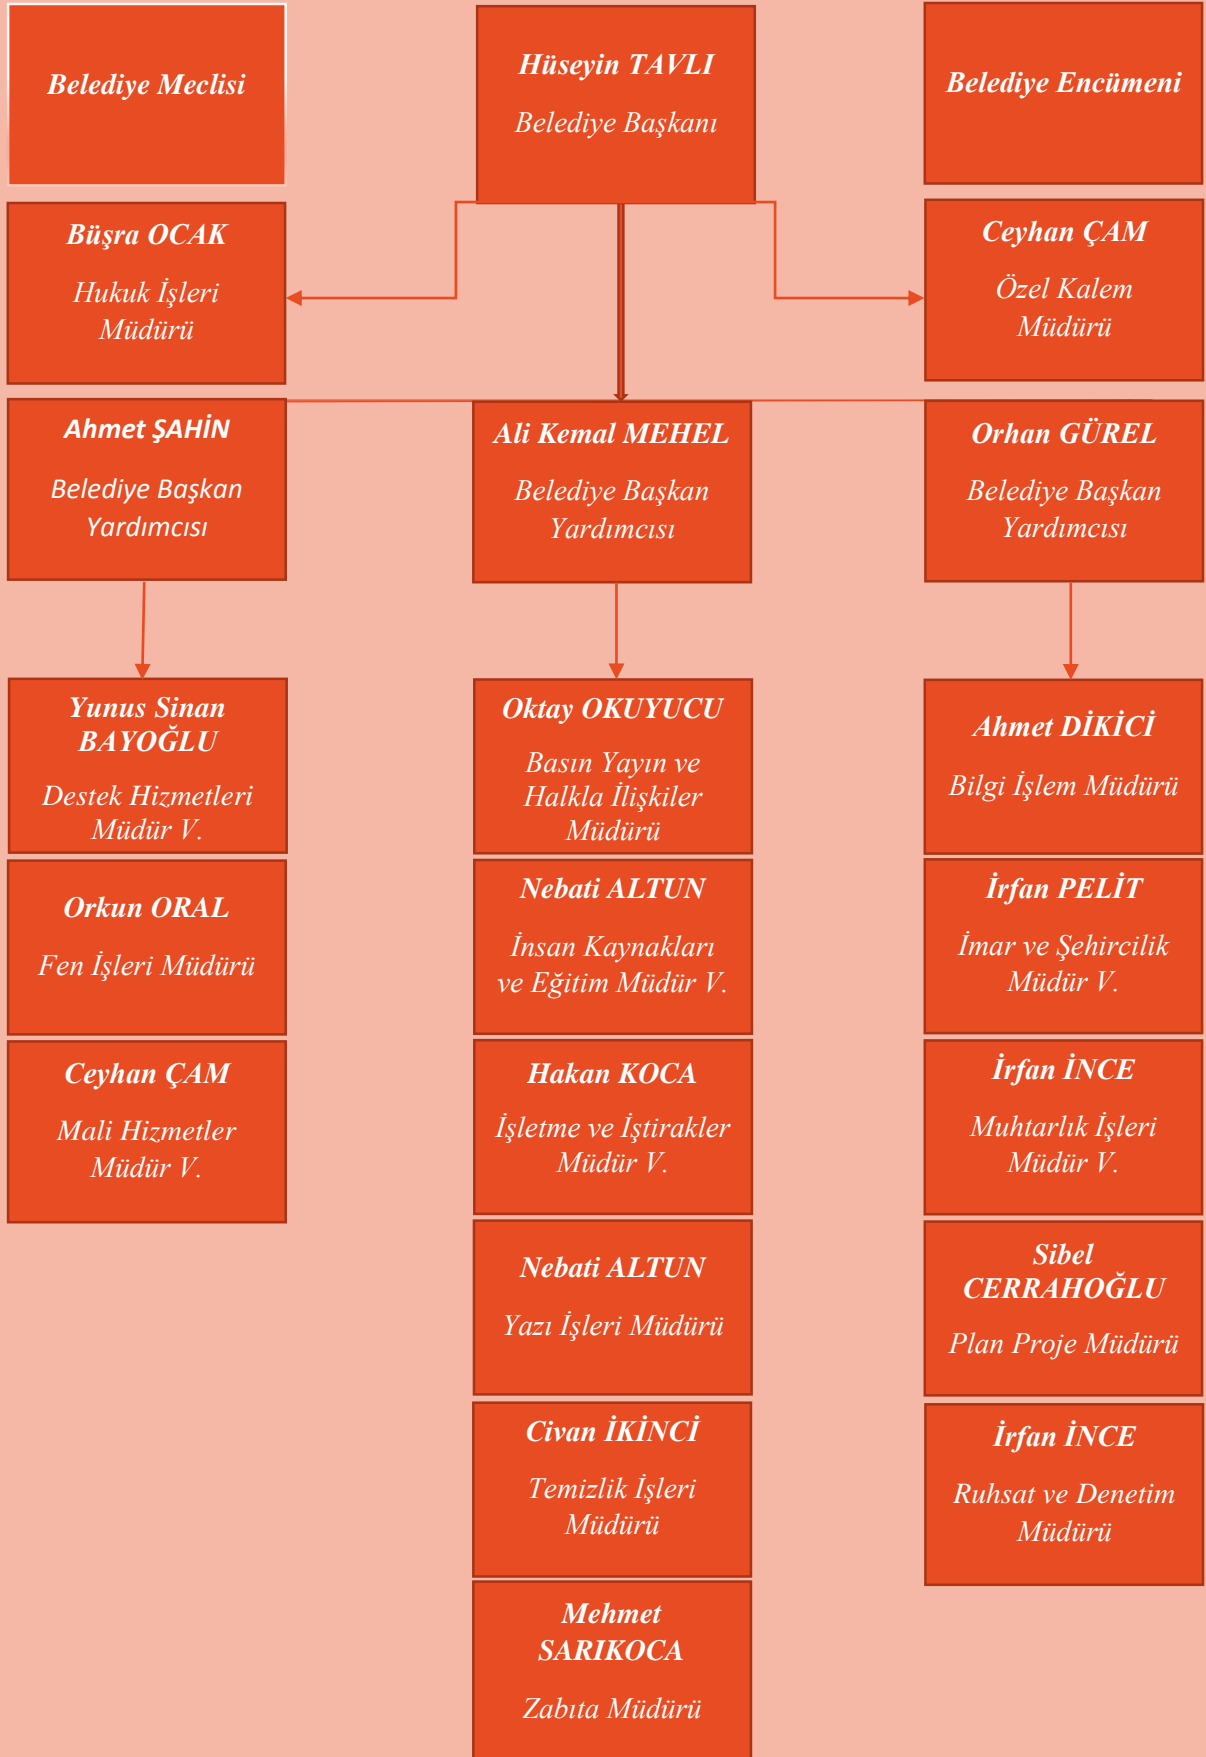 Belediye Meclisi
Hüseyin TAVLI
Belediye Başkanı
Belediye Encümeni
Büşra OCAK
Hukuk İşleri
Müdürü
Ceyhan ÇAM
Özel Kalem
Müdürü
Ahmet ŞAHİN
Belediye Başkan
Yardımcısı
Ali Kemal MEHEL
Belediye Başkan
Yardımcısı
Orhan GÜREL
Belediye Başkan
Yardımcısı
Yunus Sinan
BAYOĞLU
Destek Hizmetleri
Müdür V.
Orkun ORAL
Fen İşleri Müdürü
Ceyhan ÇAM
Mali Hizmetler
Müdür V.
Oktay OKUYUCU
Basın Yayın ve
Halkla İlişkiler
Müdürü
Nebati ALTUN
İnsan Kaynakları
ve Eğitim Müdür V.
Hakan KOCA
İşletme ve İştirakler
Müdür V.
Nebati ALTUN
Yazı İşleri Müdürü
Civan İKİNCİ
Temizlik İşleri
Müdürü
Mehmet
SARIKOCA
Zabıta Müdürü
Ahmet DİKİCİ
Bilgi İşlem Müdürü
İrfan PELİT
İmar ve Şehircilik
Müdür V.
İrfan İNCE
Muhtarlık İşleri
Müdür V.
Sibel
CERRAHOĞLU
Plan Proje Müdürü
İrfan İNCE
Ruhsat ve Denetim
Müdürü